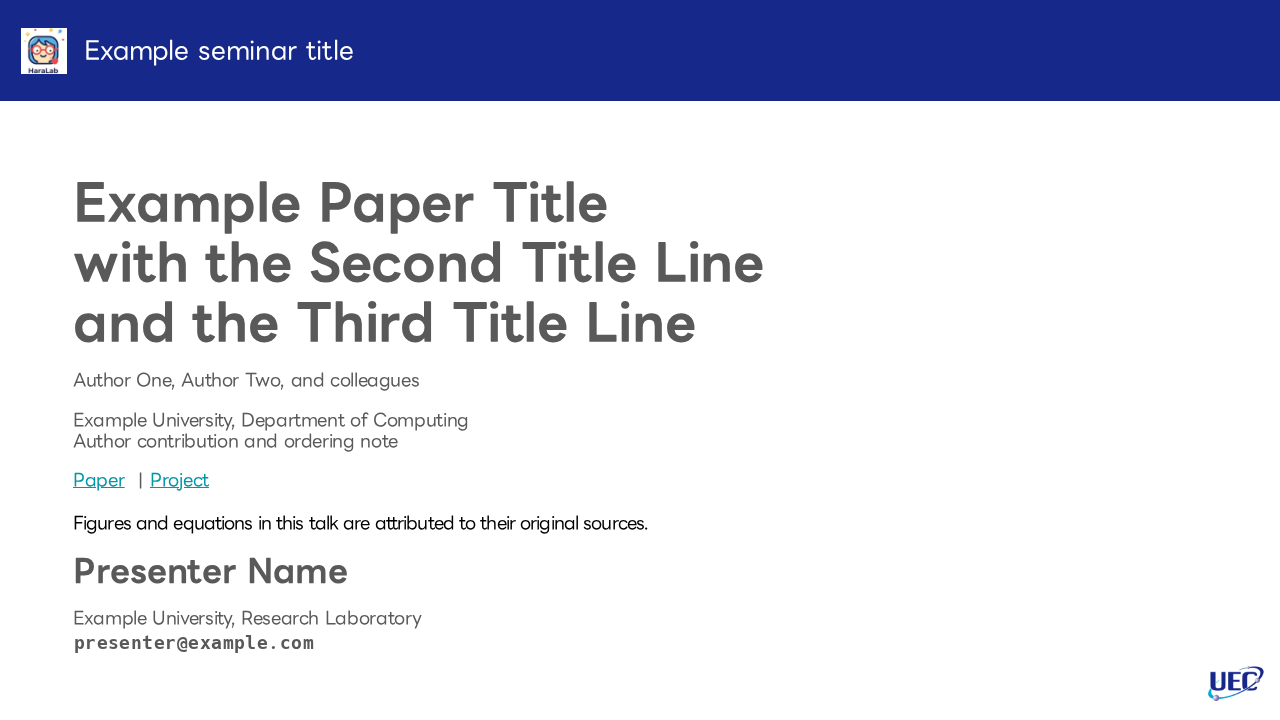 HaraLab
Example seminar title
Example Paper Title
with the Second Title Line
and the Third Title Line
Author One, Author Two, and colleagues
Example University, Department of Computing
Author contribution and ordering note
Paper | Project
Figures and equations in this talk are attributed to their original sources.
Presenter Name
Example University, Research Laboratory
presenter@example.com
UEC